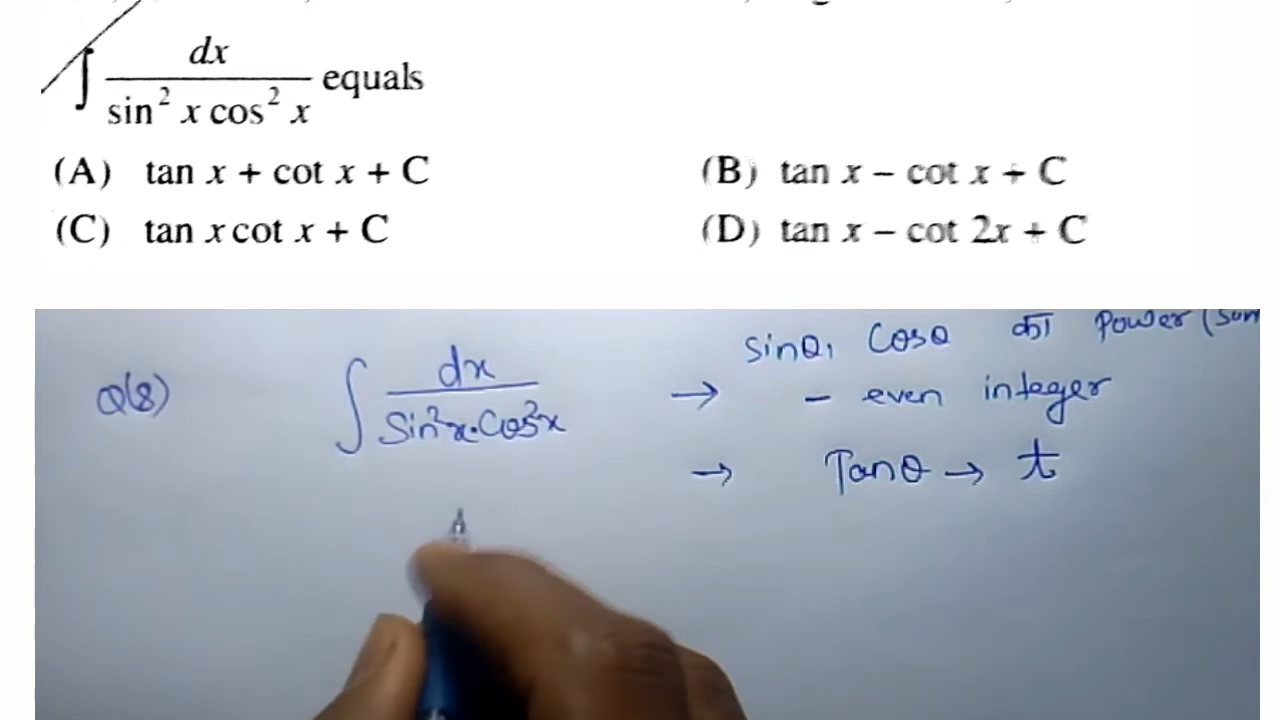 ∫ dx / sin² x cos² x equals
(A) tan x + cot x + C (B) tan x – cot x + C
(C) tan x cot x + C (D) tan x – cot 2x + C
Q(8) ∫ dx / Sin²x·Cos²x → sinθ, Cosθ का Power (Sum
– even integer
→ Tanθ → t